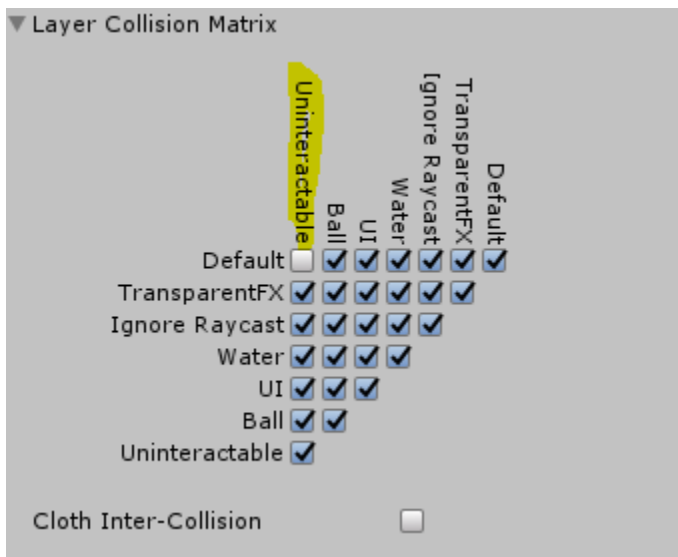 Layer Collision Matrix
Uninteractable
Ball
UI
Water
Ignore Raycast
TransparentFX
Default
Default
TransparentFX
Ignore Raycast
Water
UI
Ball
Uninteractable
Cloth Inter-Collision